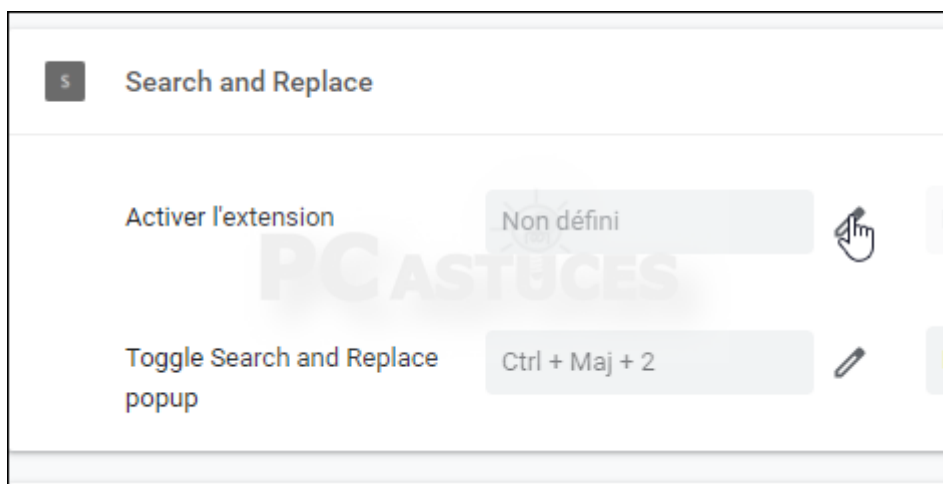 S
Search and Replace
Activer l'extension
Non défini
PC ASTUCES
Toggle Search and Replace
popup
Ctrl + Maj + 2